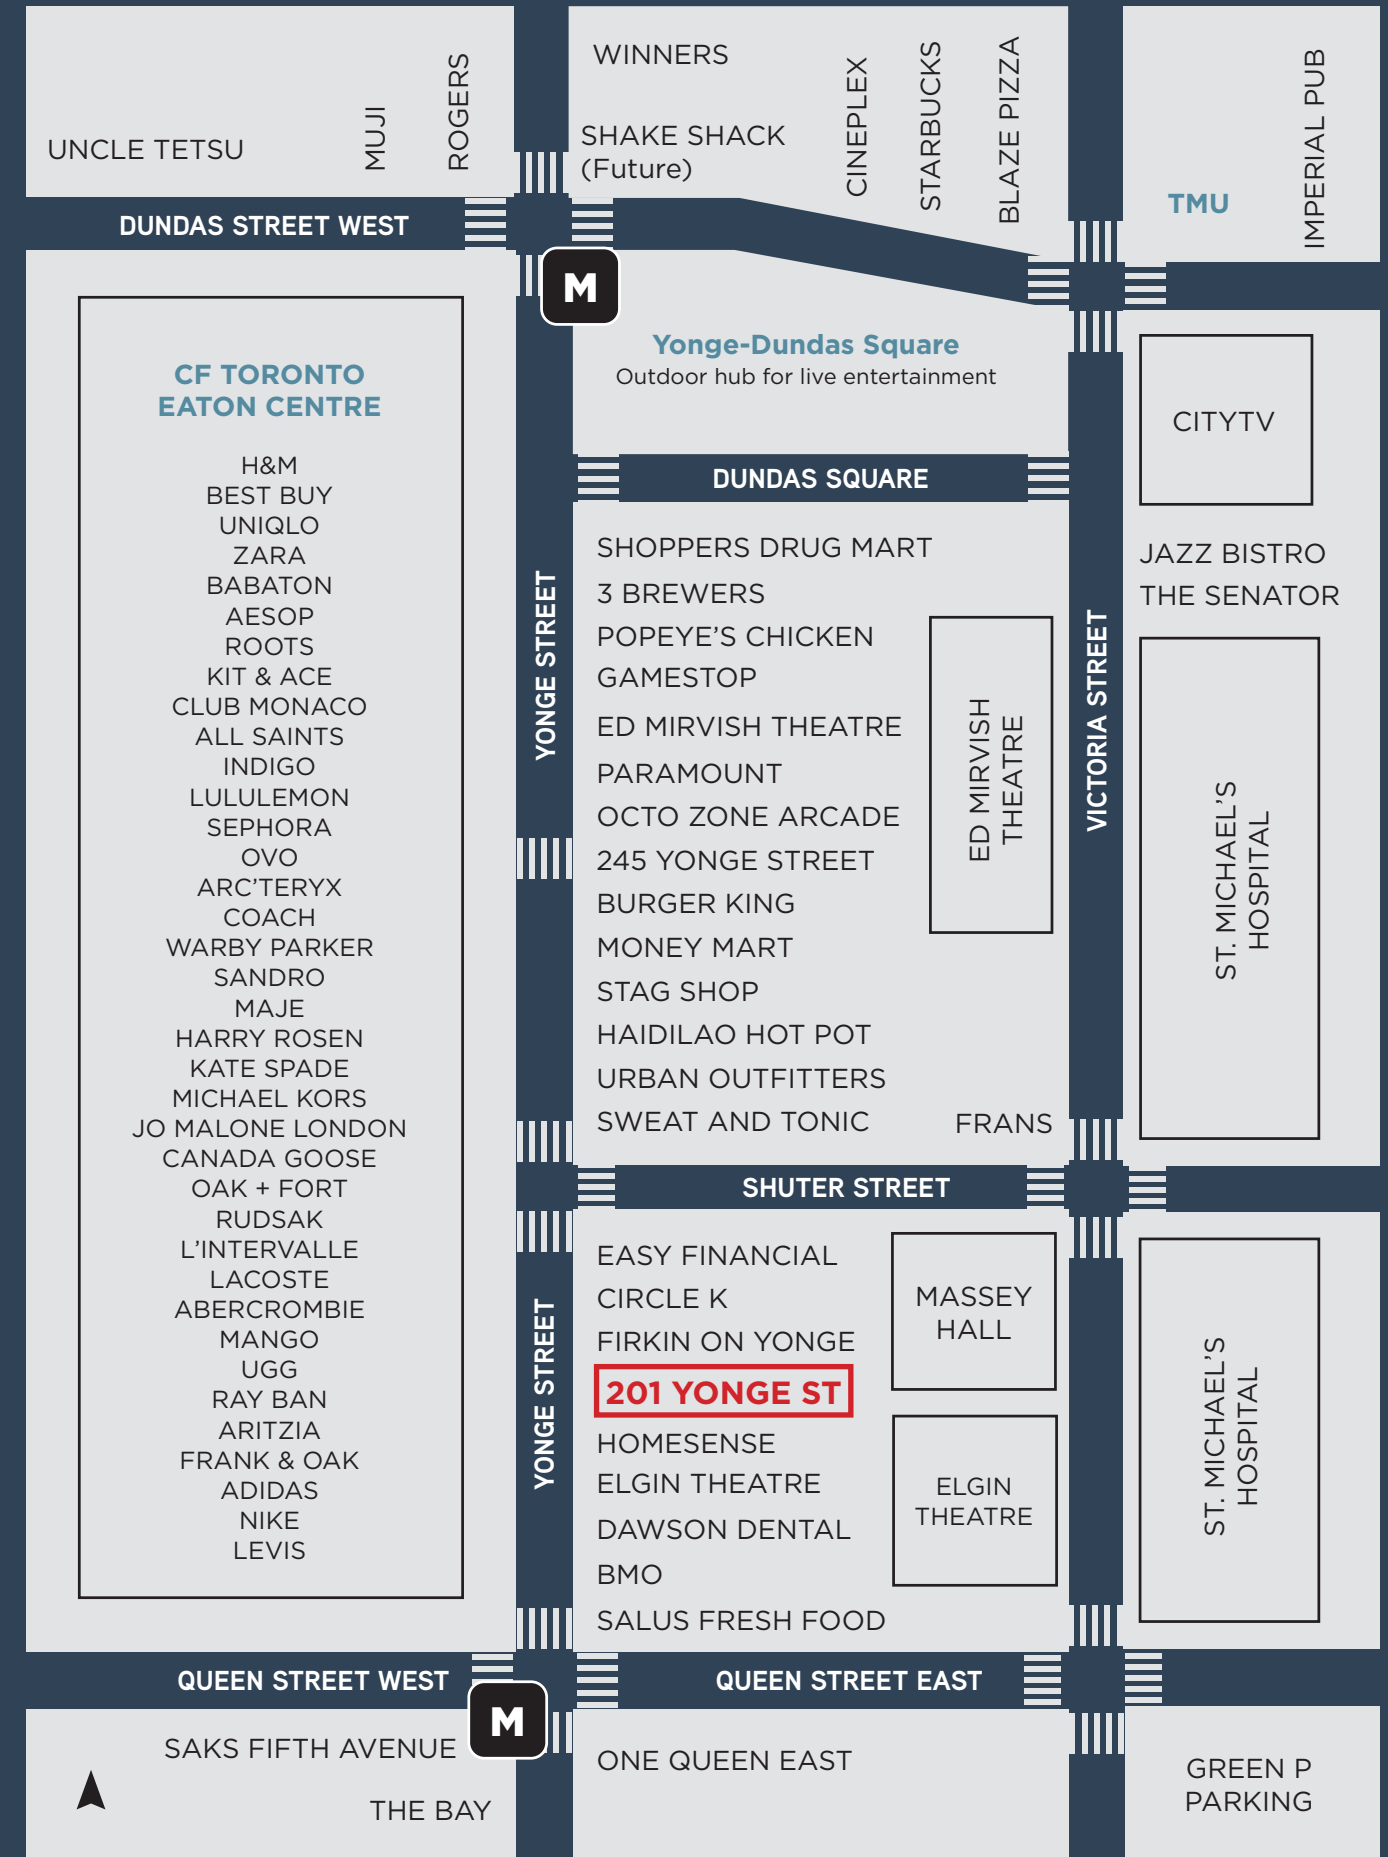 UNCLE TETSU
MUJI
ROGERS
WINNERS
SHAKE SHACK
(Future)
CINEPLEX
STARBUCKS
BLAZE PIZZA
TMU
IMPERIAL PUB
DUNDAS STREET WEST
M
Yonge-Dundas Square
Outdoor hub for live entertainment
CITYTV
CF TORONTO
EATON CENTRE
H&M
BEST BUY
UNIQLO
ZARA
BABATON
AESOP
ROOTS
KIT & ACE
CLUB MONACO
ALL SAINTS
INDIGO
LULULEMON
SEPHORA
OVO
ARC'TERYX
COACH
WARBY PARKER
SANDRO
MAJE
HARRY ROSEN
KATE SPADE
MICHAEL KORS
JO MALONE LONDON
CANADA GOOSE
OAK + FORT
RUDSAK
L'INTERVALLE
LACOSTE
ABERCROMBIE
MANGO
UGG
RAY BAN
ARITZIA
FRANK & OAK
ADIDAS
NIKE
LEVIS
YONGE STREET
YONGE STREET
DUNDAS SQUARE
SHOPPERS DRUG MART
3 BREWERS
POPEYE'S CHICKEN
GAMESTOP
ED MIRVISH THEATRE
PARAMOUNT
OCTO ZONE ARCADE
245 YONGE STREET
BURGER KING
MONEY MART
STAG SHOP
HAIDILAO HOT POT
URBAN OUTFITTERS
SWEAT AND TONIC
FRANS
ED MIRVISH
THEATRE
VICTORIA STREET
JAZZ BISTRO
THE SENATOR
ST. MICHAEL'S
HOSPITAL
SHUTER STREET
EASY FINANCIAL
CIRCLE K
FIRKIN ON YONGE
201 YONGE ST
HOMESENSE
ELGIN THEATRE
DAWSON DENTAL
BMO
SALUS FRESH FOOD
MASSEY
HALL
ELGIN
THEATRE
ST. MICHAEL'S
HOSPITAL
QUEEN STREET WEST
QUEEN STREET EAST
M
SAKS FIFTH AVENUE
THE BAY
ONE QUEEN EAST
GREEN P
PARKING